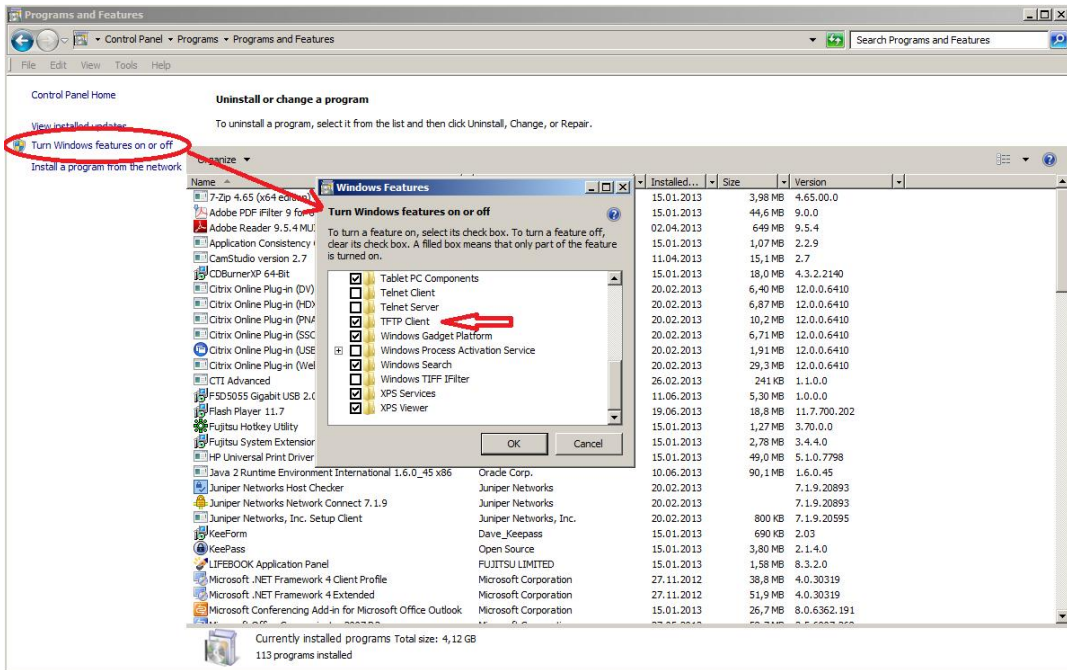 Programs and Features
Control Panel ▸ Programs ▸ Programs and Features
Search Programs and Features
File Edit View Tools Help
Control Panel Home
View installed updates
Turn Windows features on or off
Install a program from the network
Uninstall or change a program
To uninstall a program, select it from the list and then click Uninstall, Change, or Repair.
Organize
Name Installed... Size Version
7-Zip 4.65 (x64 edition) 15.01.2013 3,98 MB 4.65.00.0
Adobe PDF iFilter 9 for 15.01.2013 44,6 MB 9.0.0
Adobe Reader 9.5.4 MUI 02.04.2013 649 MB 9.5.4
Application Consistency 15.01.2013 1,07 MB 2.2.9
CamStudio version 2.7 11.04.2013 15,1 MB 2.7
CDBurnerXP 64-Bit 15.01.2013 18,0 MB 4.3.2.2140
Citrix Online Plug-in (DV) 20.02.2013 6,40 MB 12.0.0.6410
Citrix Online Plug-in (HDX 20.02.2013 6,87 MB 12.0.0.6410
Citrix Online Plug-in (PNA 20.02.2013 10,2 MB 12.0.0.6410
Citrix Online Plug-in (SSC 20.02.2013 6,71 MB 12.0.0.6410
Citrix Online Plug-in (USB 20.02.2013 1,91 MB 12.0.0.6410
Citrix Online Plug-in (Wel 20.02.2013 29,3 MB 12.0.0.6410
CTI Advanced 26.02.2013 241 KB 1.1.0.0
F5D5055 Gigabit USB 2.0 11.06.2013 5,30 MB 1.0.0.0
Flash Player 11.7 19.06.2013 18,8 MB 11.7.700.202
Fujitsu Hotkey Utility 15.01.2013 1,27 MB 3.70.0.0
Fujitsu System Extension 15.01.2013 2,78 MB 3.4.4.0
HP Universal Print Driver 15.01.2013 49,0 MB 5.1.0.7798
Java 2 Runtime Environment International 1.6.0_45 x86 Oracle Corp. 10.06.2013 90,1 MB 1.6.0.45
Juniper Networks Host Checker Juniper Networks 20.02.2013 7.1.9.20893
Juniper Networks Network Connect 7.1.9 Juniper Networks 20.02.2013 7.1.9.20893
Juniper Networks, Inc. Setup Client Juniper Networks, Inc. 20.02.2013 800 KB 7.1.9.20595
KeeForm Dave_Keepass 15.01.2013 690 KB 2.03
KeePass Open Source 15.01.2013 3,80 MB 2.1.4.0
LIFEBOOK Application Panel FUJITSU LIMITED 15.01.2013 1,58 MB 8.3.2.0
Microsoft .NET Framework 4 Client Profile Microsoft Corporation 27.11.2012 38,8 MB 4.0.30319
Microsoft .NET Framework 4 Extended Microsoft Corporation 27.11.2012 51,9 MB 4.0.30319
Microsoft Conferencing Add-in for Microsoft Office Outlook Microsoft Corporation 15.01.2013 26,7 MB 8.0.6362.191
Windows Features
Turn Windows features on or off
To turn a feature on, select its check box. To turn a feature off,
clear its check box. A filled box means that only part of the feature
is turned on.
Tablet PC Components
Telnet Client
Telnet Server
TFTP Client
Windows Gadget Platform
Windows Process Activation Service
Windows Search
Windows TIFF IFilter
XPS Services
XPS Viewer
OK Cancel
Currently installed programs Total size: 4,12 GB
113 programs installed